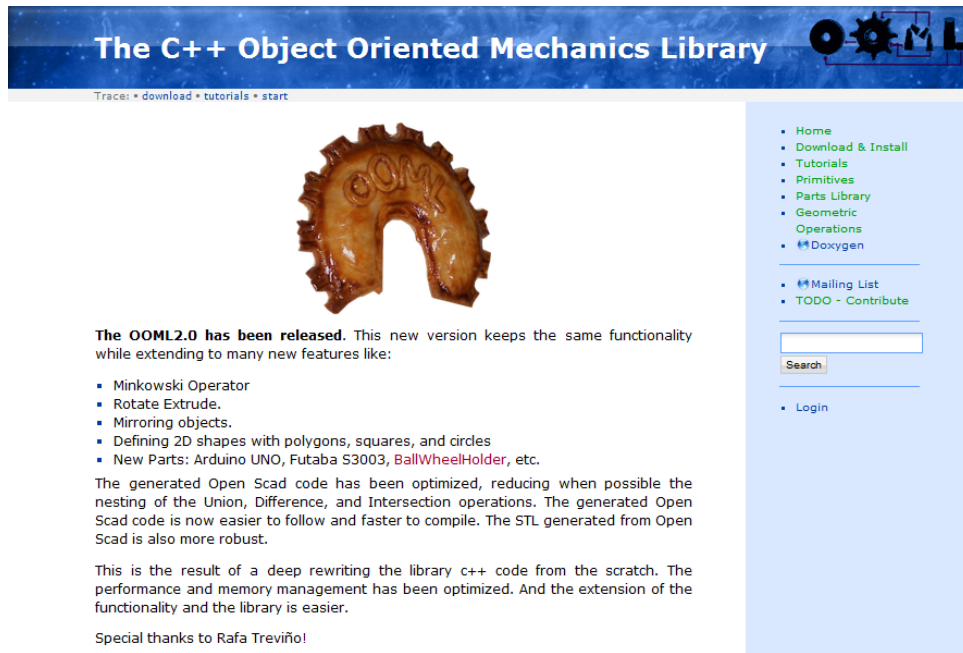 The C++ Object Oriented Mechanics Library
OOML
Trace: • download • tutorials • start
OOML
The OOML2.0 has been released. This new version keeps the same functionality
while extending to many new features like:
Minkowski Operator
Rotate Extrude.
Mirroring objects.
Defining 2D shapes with polygons, squares, and circles
New Parts: Arduino UNO, Futaba S3003, BallWheelHolder, etc.
The generated Open Scad code has been optimized, reducing when possible the
nesting of the Union, Difference, and Intersection operations. The generated Open
Scad code is now easier to follow and faster to compile. The STL generated from Open
Scad is also more robust.
This is the result of a deep rewriting the library c++ code from the scratch. The
performance and memory management has been optimized. And the extension of the
functionality and the library is easier.
Special thanks to Rafa Treviño!
Home
Download & Install
Tutorials
Primitives
Parts Library
Geometric
Operations
Doxygen
Mailing List
TODO - Contribute
Search
Login